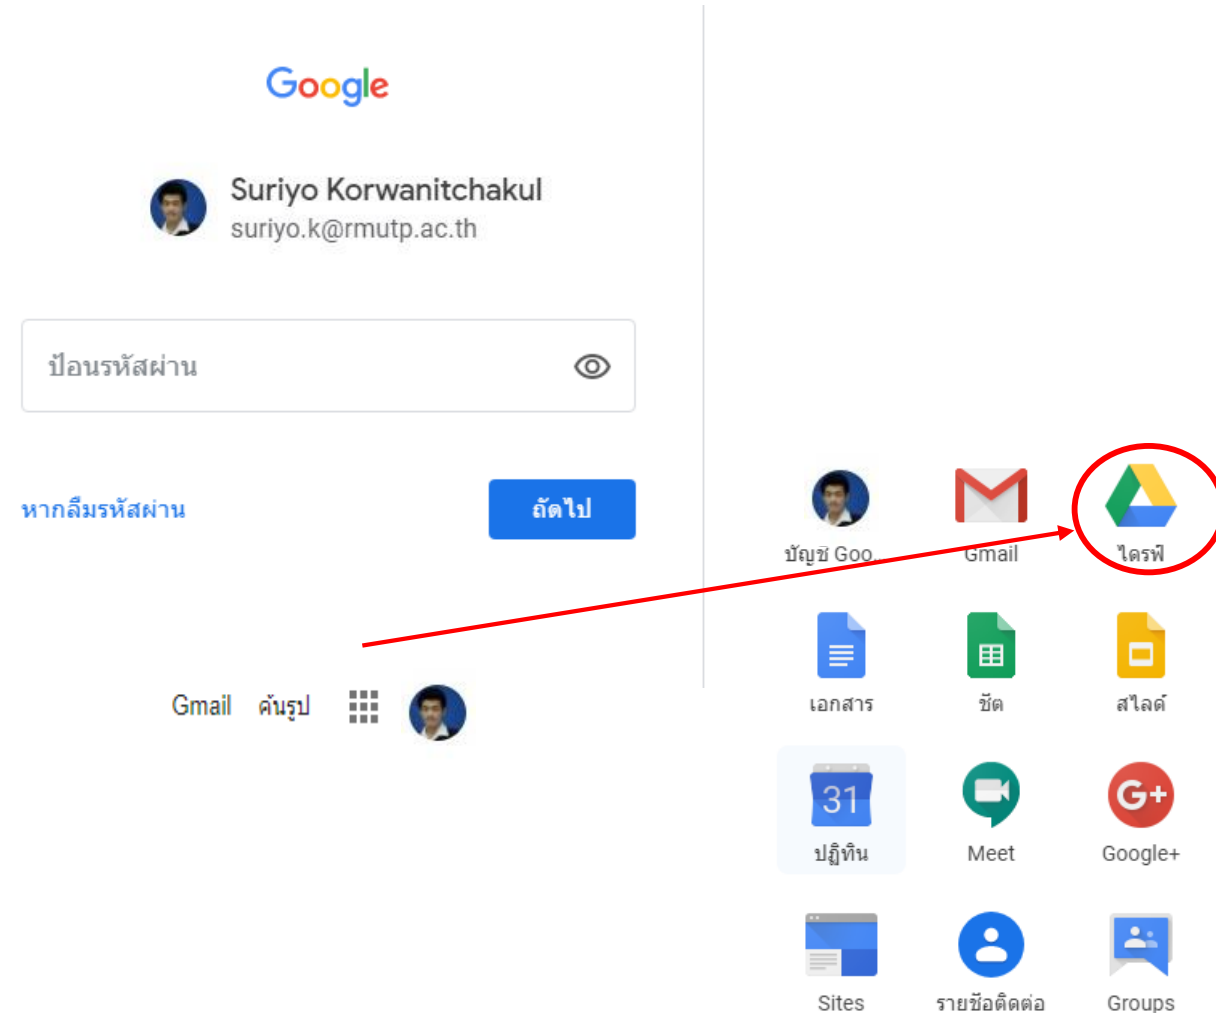 Google
Suriyo Korwanitchakul
suriyo.k@rmutp.ac.th
ป้อนรหัสผ่าน
หากลืมรหัสผ่าน
ถัดไป
Gmail ค้นรูป
บัญชี Goo...
Gmail
ไดรฟ์
เอกสาร
ชีต
สไลด์
31
ปฏิทิน
Meet
G+
Google+
Sites
รายชื่อติดต่อ
Groups